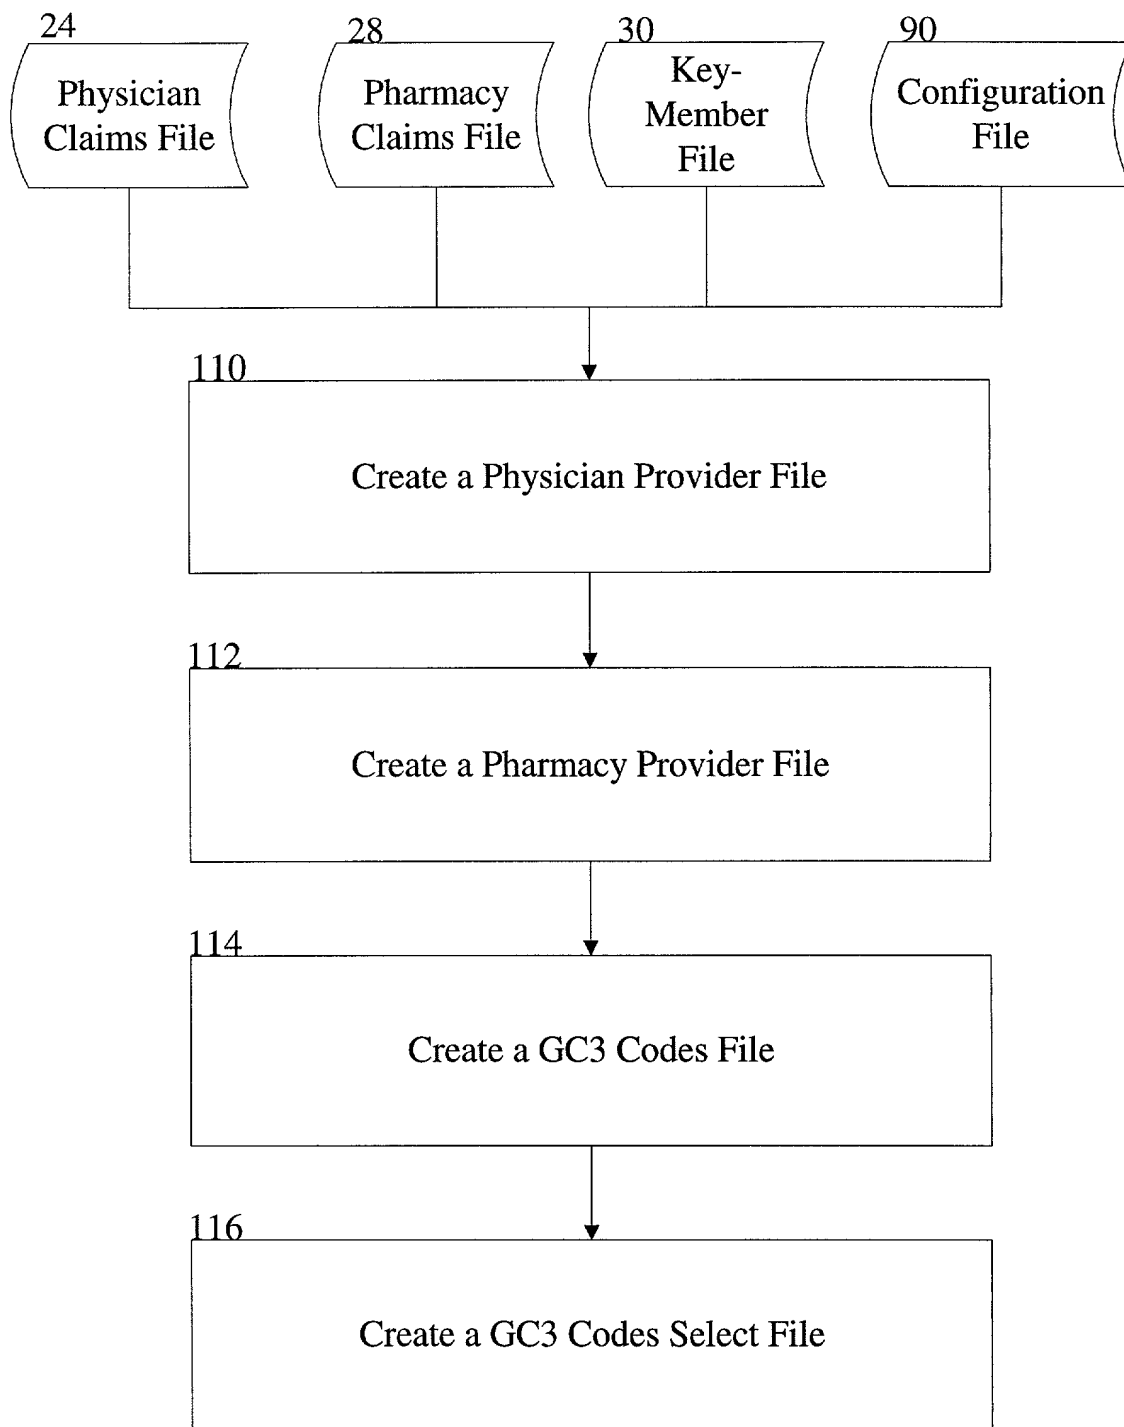 24
28
30
90
Physician
Claims File
Pharmacy
Claims File
Key-
Member
File
Configuration
File
110
Create a Physician Provider File
112
Create a Pharmacy Provider File
114
Create a GC3 Codes File
116
Create a GC3 Codes Select File